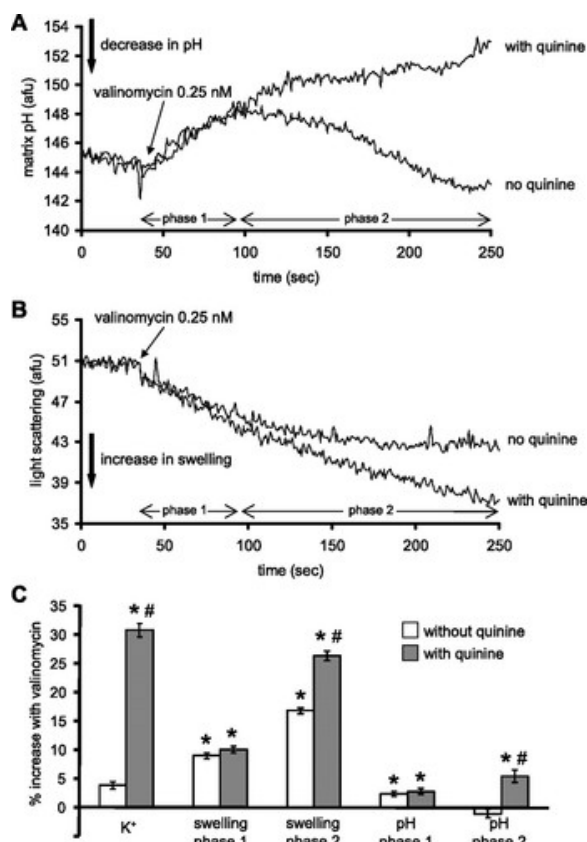 A
decrease in pH
valinomycin 0.25 nM
with quinine
no quinine
matrix pH (afu)
154
152
148
144
142
140
phase 1
phase 2
0
50
100
150
200
250
time (sec)
B
valinomycin 0.25 nM
no quinine
with quinine
increase in swelling
light scattering (afu)
55
51
47
43
39
35
phase 1
phase 2
0
50
100
150
200
250
time (sec)
C
% increase with valinomycin
35
30
25
20
15
10
5
0
without quinine
with quinine
* #
* *
*
* #
* *
* #
K⁺
swelling
phase 1
swelling
phase 2
pH
phase 1
pH
phase 2